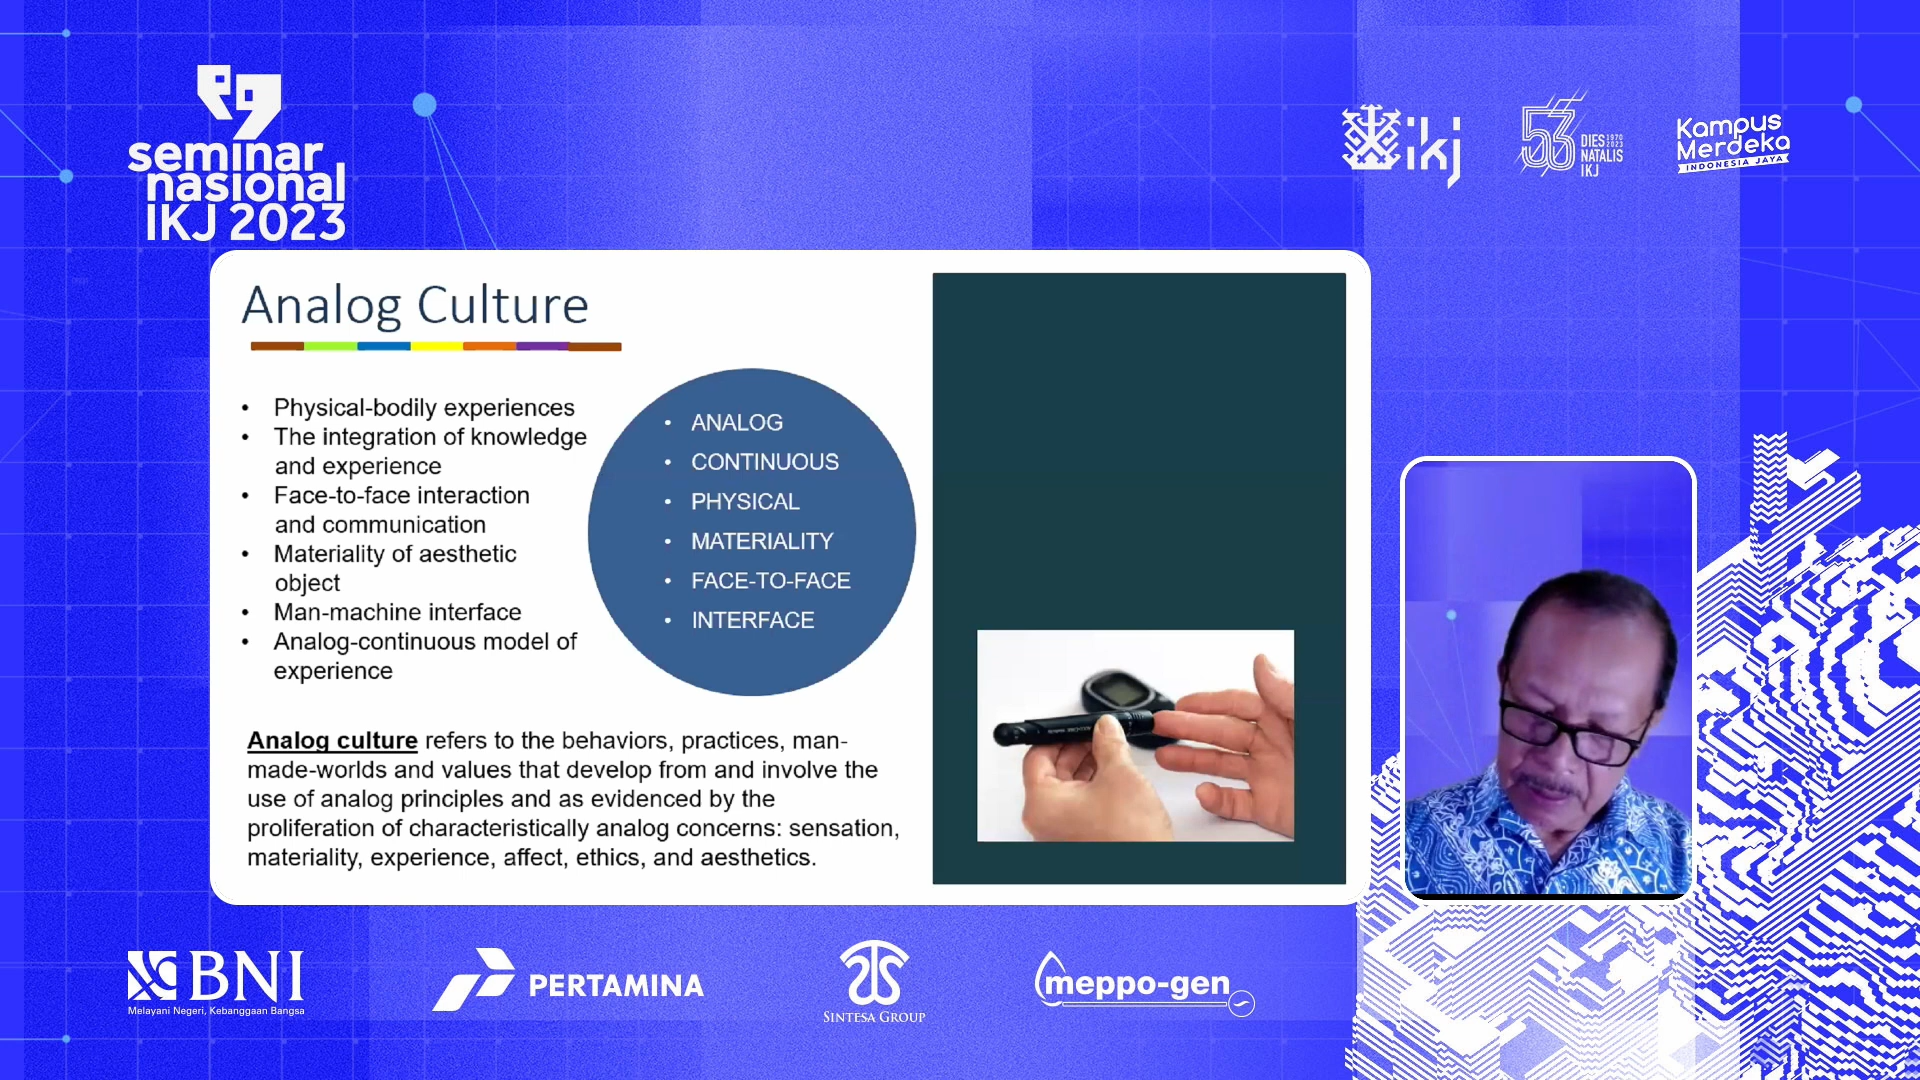 seminar
nasional
IKJ 2023
ikj
53
DIES 1970
NATALIS 2023
IKJ
Kampus
Merdeka
INDONESIA JAYA
Analog Culture
• Physical-bodily experiences
• The integration of knowledge
and experience
• Face-to-face interaction
and communication
• Materiality of aesthetic
object
• Man-machine interface
• Analog-continuous model of
experience
• ANALOG
• CONTINUOUS
• PHYSICAL
• MATERIALITY
• FACE-TO-FACE
• INTERFACE
Analog culture refers to the behaviors, practices, man-
made-worlds and values that develop from and involve the
use of analog principles and as evidenced by the
proliferation of characteristically analog concerns: sensation,
materiality, experience, affect, ethics, and aesthetics.
BNI
Melayani Negeri, Kebanggaan Bangsa
PERTAMINA
SINTESA GROUP
meppo-gen